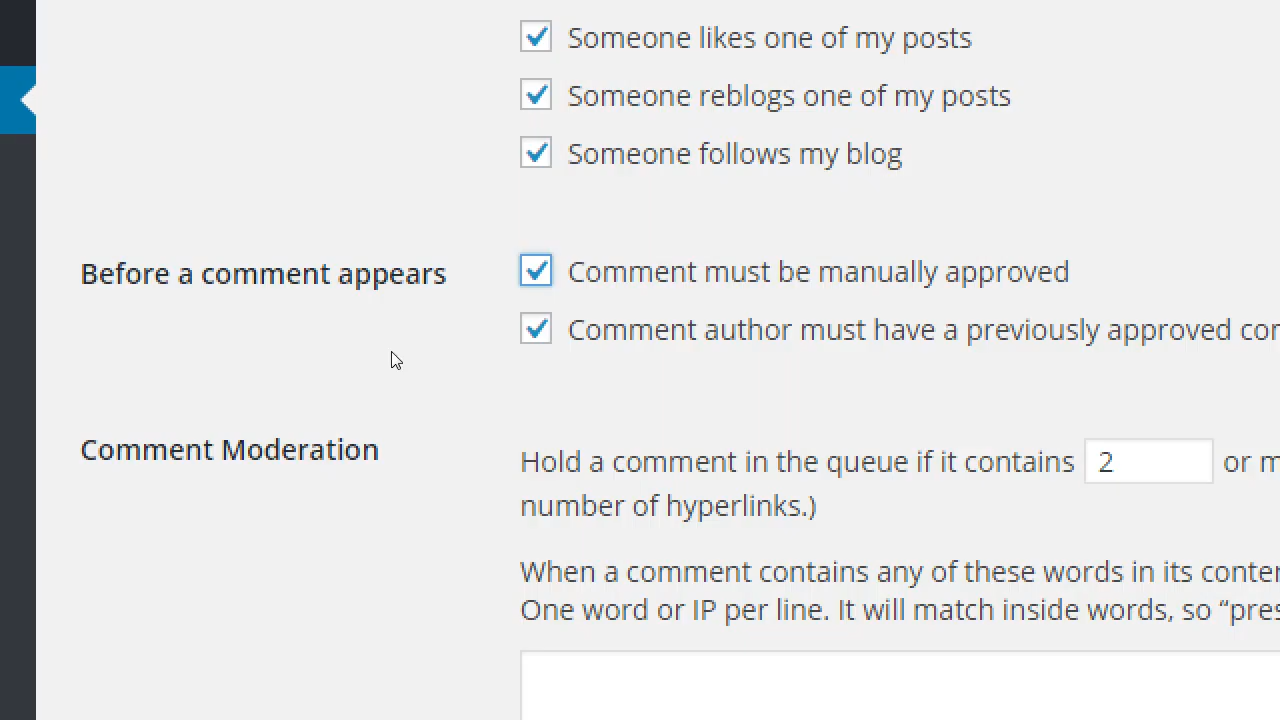 Someone likes one of my posts
Someone reblogs one of my posts
Someone follows my blog
Before a comment appears
Comment must be manually approved
Comment author must have a previously approved
Comment Moderation
Hold a comment in the queue if it contains 2 or
number of hyperlinks.)
When a comment contains any of these words in its
One word or IP per line. It will match inside words, so